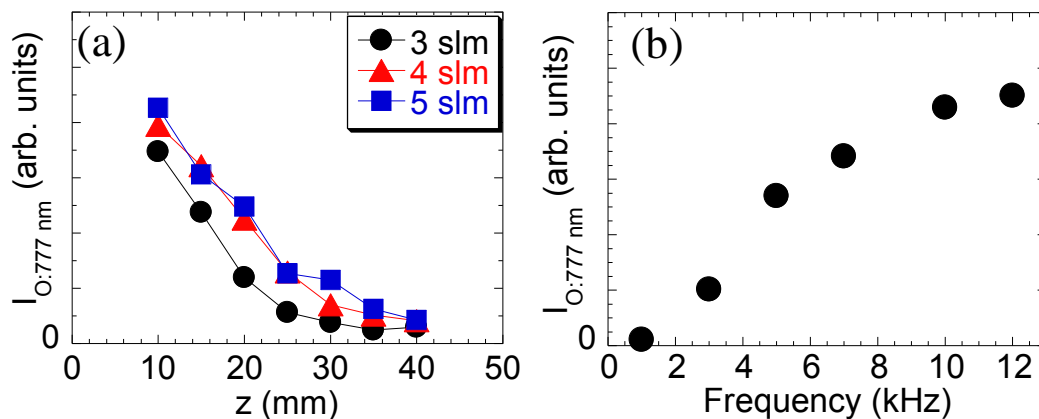 (a)
3 slm
4 slm
5 slm
I O:777 nm (arb. units)
0
0 10 20 30 40 50
z (mm)
(b)
I O:777 nm (arb. units)
0
0 2 4 6 8 10 12
Frequency (kHz)